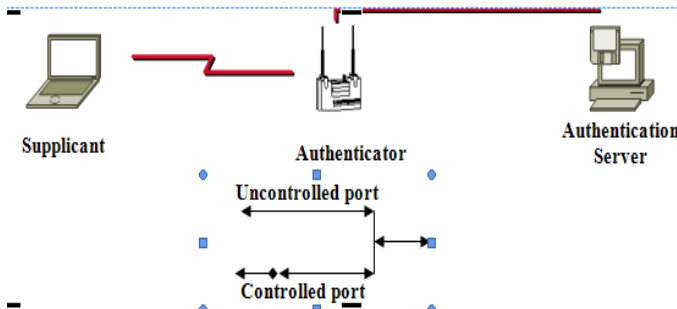 Supplicant
Authenticator
Authentication
Server
Uncontrolled port
Controlled port